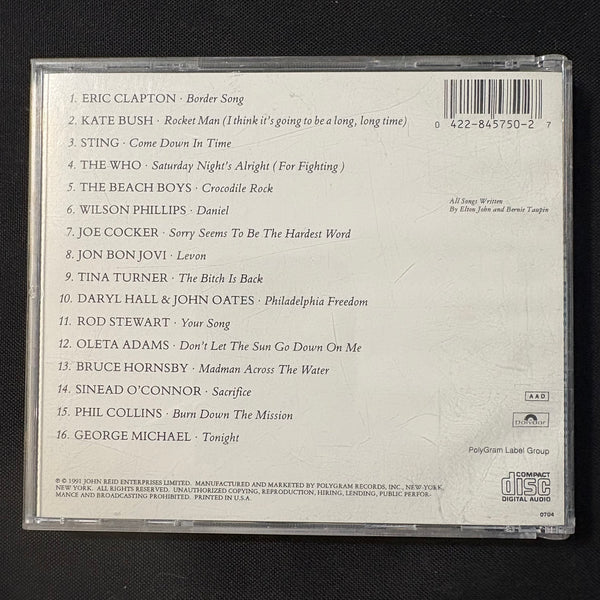 1. ERIC CLAPTON · Border Song
2. KATE BUSH · Rocket Man (I think it's going to be a long, long time)
3. STING · Come Down In Time
4. THE WHO · Saturday Night's Alright (For Fighting)
5. THE BEACH BOYS · Crocodile Rock
6. WILSON PHILLIPS · Daniel
7. JOE COCKER · Sorry Seems To Be The Hardest Word
8. JON BON JOVI · Levon
9. TINA TURNER · The Bitch Is Back
10. DARYL HALL & JOHN OATES · Philadelphia Freedom
11. ROD STEWART · Your Song
12. OLETA ADAMS · Don't Let The Sun Go Down On Me
13. BRUCE HORNSBY · Madman Across The Water
14. SINEAD O'CONNOR · Sacrifice
15. PHIL COLLINS · Burn Down The Mission
16. GEORGE MICHAEL · Tonight
0 422-845750-2 7
All Songs Written
By Elton John and Bernie Taupin
AAD
Polydor
PolyGram Label Group
COMPACT
disc
DIGITAL AUDIO
0704
℗ © 1991 JOHN REID ENTERPRISES LIMITED. MANUFACTURED AND MARKETED BY POLYGRAM RECORDS, INC., NEW YORK,
NEW YORK. ALL RIGHTS RESERVED. UNAUTHORIZED COPYING, REPRODUCTION, HIRING, LENDING, PUBLIC PERFOR-
MANCE AND BROADCASTING PROHIBITED. PRINTED IN U.S.A.